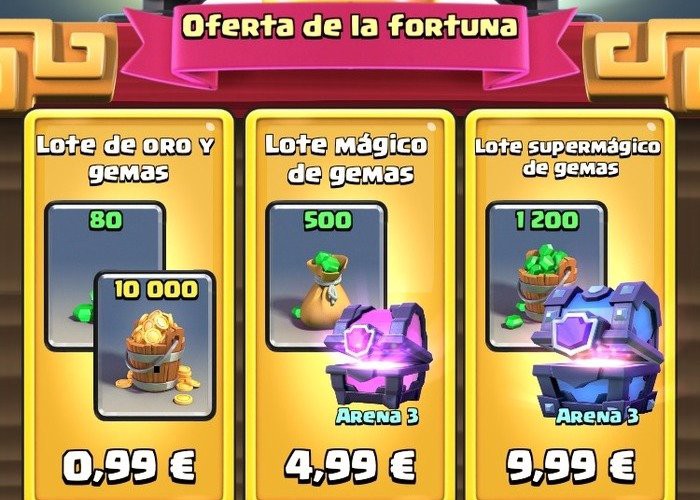 Oferta de la fortuna
Lote de oro y
gemas
80
10 000
0,99 €
Lote mágico
de gemas
500
Arena 3
4,99 €
Lote supermágico
de gemas
1 200
Arena 3
9,99 €